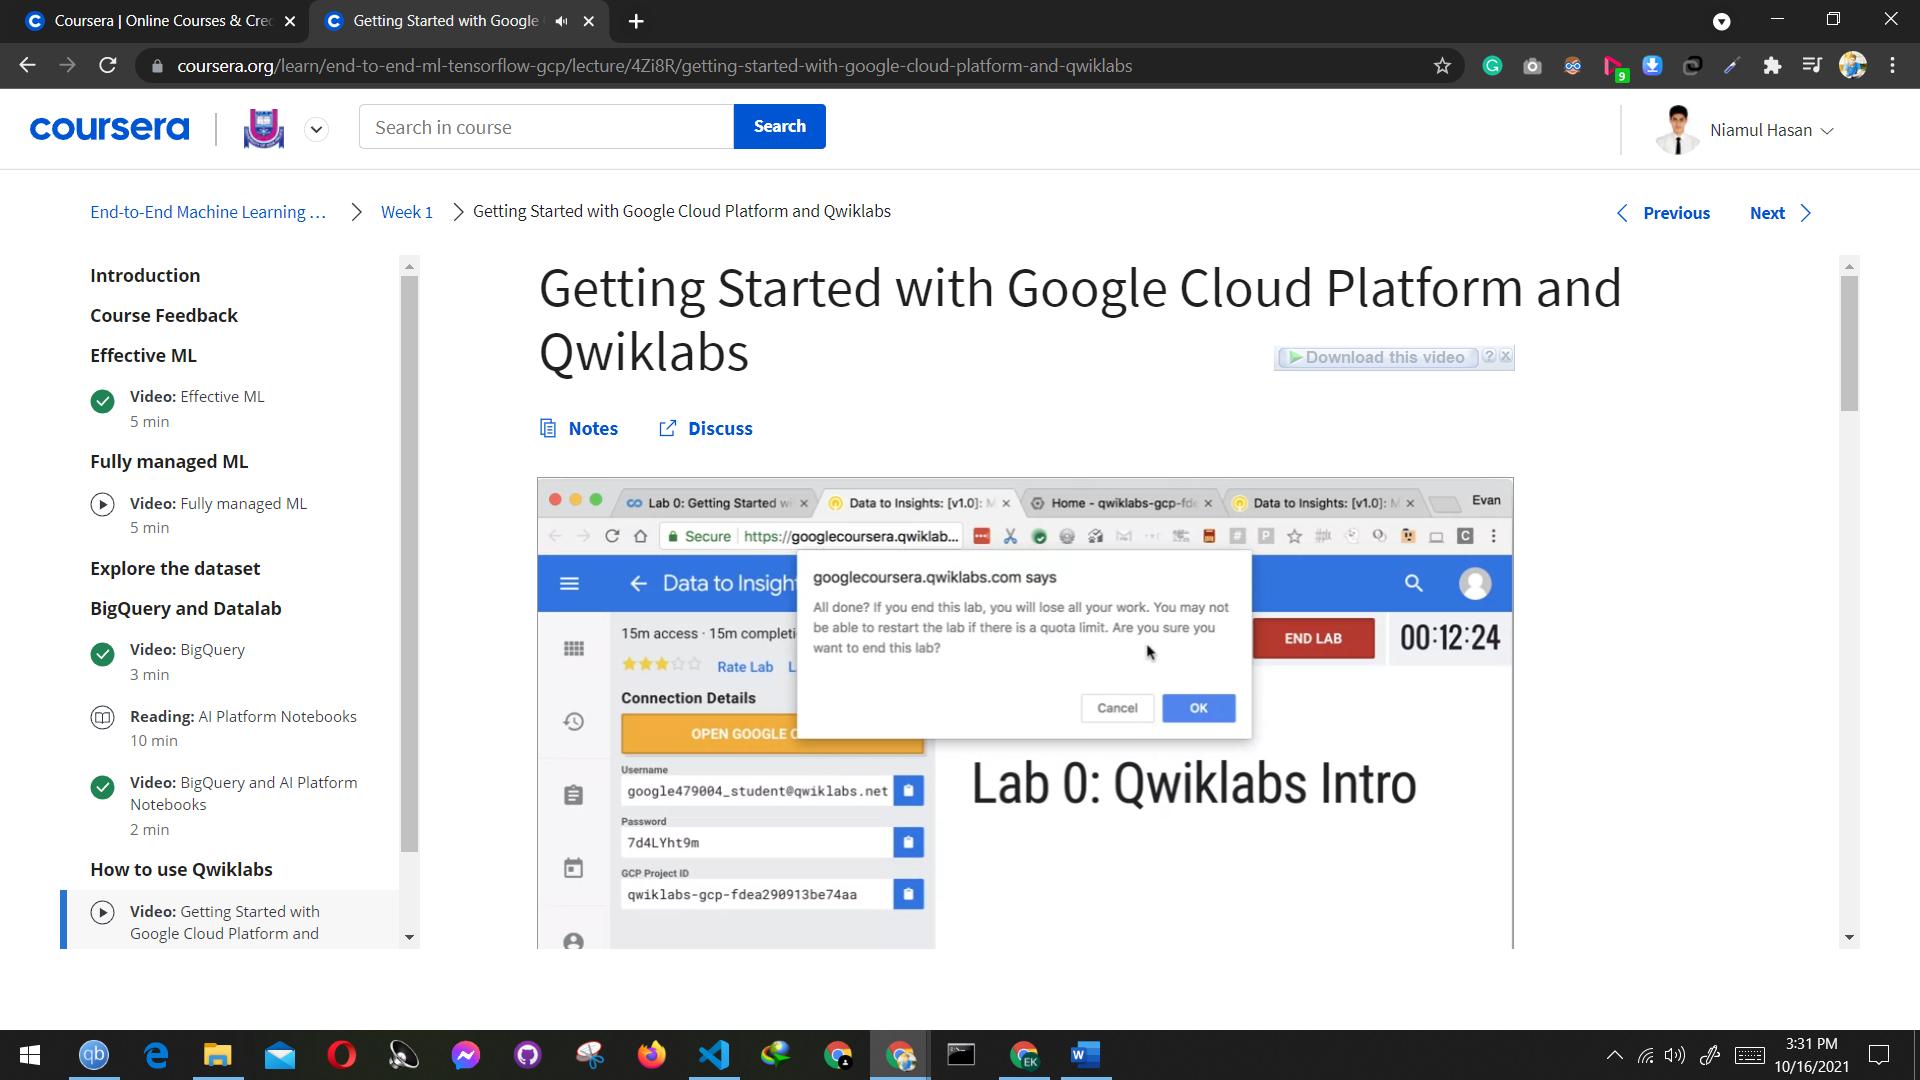 Coursera | Online Courses & Cred
Getting Started with Google
coursera.org/learn/end-to-end-ml-tensorflow-gcp/lecture/4Zi8R/getting-started-with-google-cloud-platform-and-qwiklabs
9
coursera
Search in course
Search
Niamul Hasan
End-to-End Machine Learning ...
Week 1
Getting Started with Google Cloud Platform and Qwiklabs
Previous
Next
Introduction
Course Feedback
Effective ML
Video: Effective ML
5 min
Fully managed ML
Video: Fully managed ML
5 min
Explore the dataset
BigQuery and Datalab
Video: BigQuery
3 min
Reading: AI Platform Notebooks
10 min
Video: BigQuery and AI Platform
Notebooks
2 min
How to use Qwiklabs
Video: Getting Started with
Google Cloud Platform and
Getting Started with Google Cloud Platform and
Qwiklabs
Download this video
Notes
Discuss
Lab 0: Getting Started wi
Data to Insights: [v1.0]: M
Home - qwiklabs-gcp-fde
Data to Insights: [v1.0]: M
Evan
Secure
https://googlecoursera.qwiklab...
Data to Insigh
googlecoursera.qwiklabs.com says
All done? If you end this lab, you will lose all your work. You may not
be able to restart the lab if there is a quota limit. Are you sure you
want to end this lab?
Cancel
OK
15m access · 15m completi
END LAB
00:12:24
Rate Lab
L
Connection Details
OPEN GOOGLE C
Username
google479004_student@qwiklabs.net
Password
7d4LYht9m
GCP Project ID
qwiklabs-gcp-fdea290913be74aa
Lab 0: Qwiklabs Intro
qb
EK
3:31 PM
10/16/2021